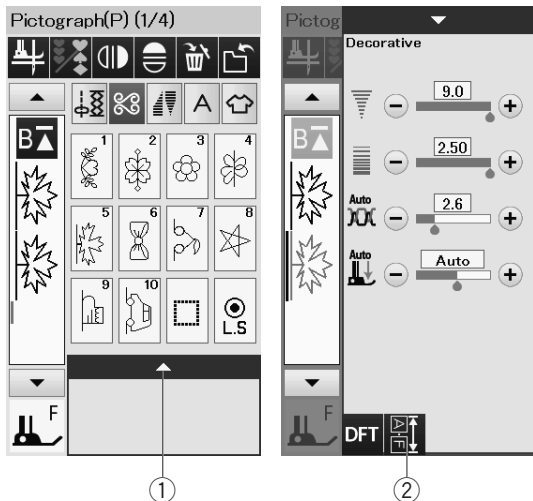 Pictograph(P) (1/4)
A
B
1
2
3
4
5
6
7
8
9
10
L.S
F
①
Pictog
Decorative
B
9.0
2.50
Auto
2.6
Auto
Auto
F
DFT
A
F
②